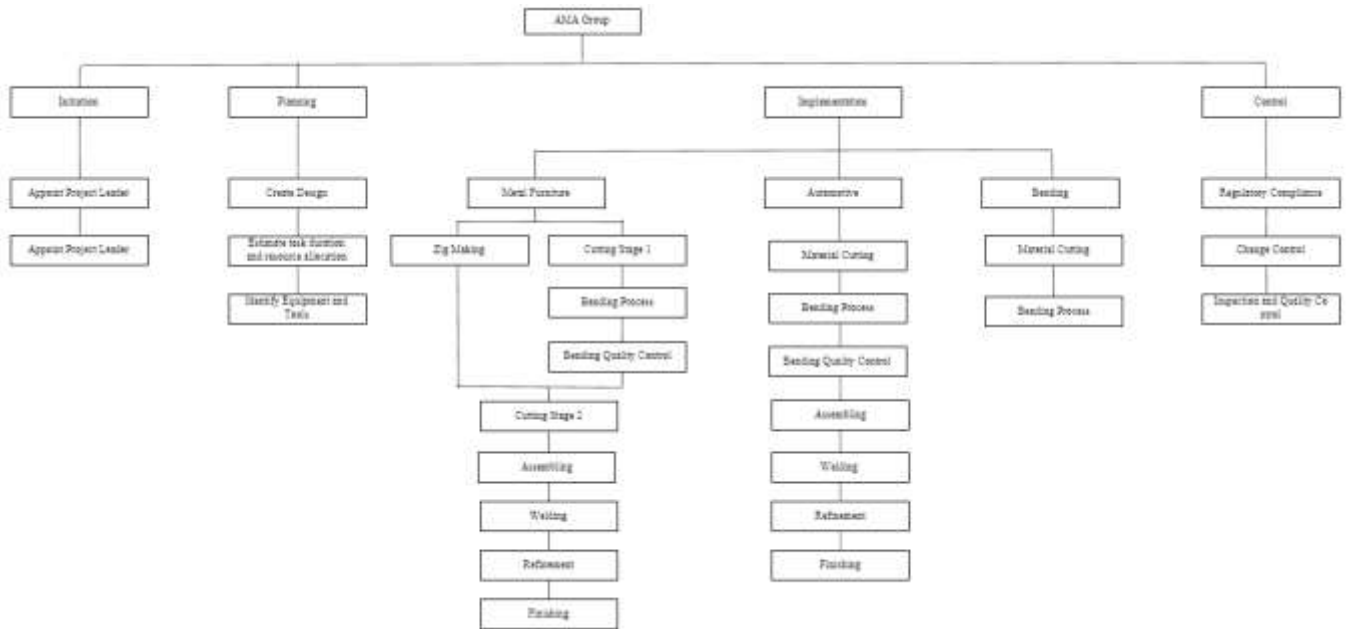 AMA Group
Initiation
Planning
Implementation
Control
Appoint Project Leader
Create Design
Metal Furniture
Automotive
Bending
Regulatory Compliance
Appoint Project Leader
Estimate task duration
and resource allocation
Zig Making
Cutting Stage 1
Material Cutting
Material Cutting
Change Control
Identify Equipment and
Tools
Bending Process
Bending Process
Bending Process
Inspection and Quality Co
ntrol
Bending Quality Control
Bending Quality Control
Cutting Stage 2
Assembling
Assembling
Welding
Welding
Refinement
Refinement
Finishing
Finishing